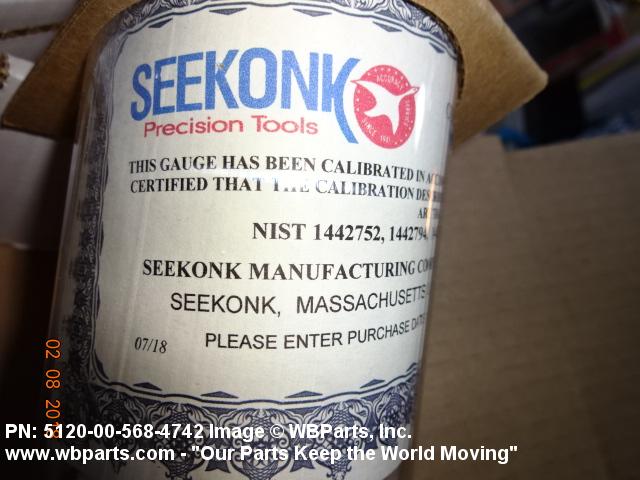 SEEKONK
Precision Tools
ACCURACY
SINCE
THIS GAUGE HAS BEEN CALIBRATED IN
CERTIFIED THAT THE CALIBRATION
NIST 1442752,
SEEKONK MANUFACTURING
SEEKONK, MASSACHUSETTS
PLEASE ENTER PURCHASE
07/18
02 08
PN: 5120-00-568-4742 Image © WBParts, Inc.
www.wbparts.com - "Our Parts Keep the World Moving"